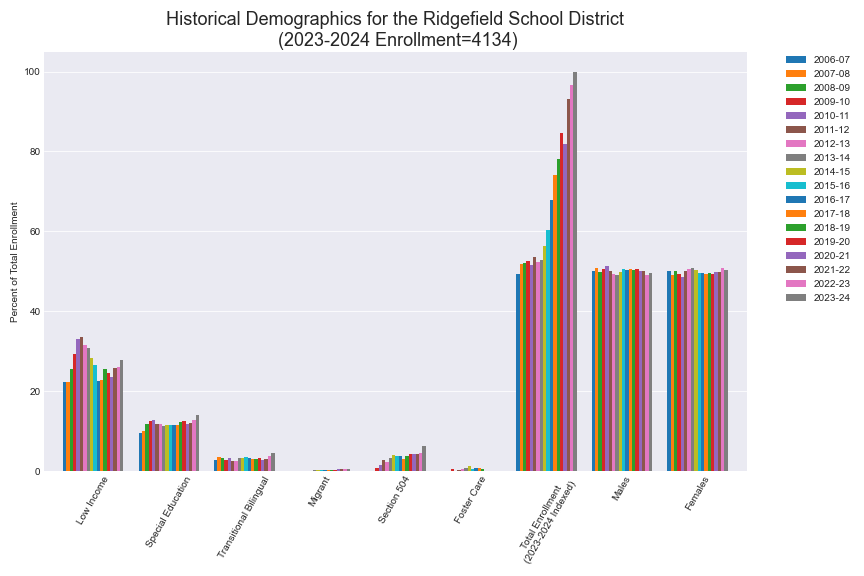 Historical Demographics for the Ridgefield School District
(2023-2024 Enrollment=4134)
Percent of Total Enrollment
100
80
60
40
20
0
Low Income
Special Education
Transitional Bilingual
Migrant
Section 504
Foster Care
Total Enrollment
(2023-2024 Indexed)
Males
Females
2006-07
2007-08
2008-09
2009-10
2010-11
2011-12
2012-13
2013-14
2014-15
2015-16
2016-17
2017-18
2018-19
2019-20
2020-21
2021-22
2022-23
2023-24